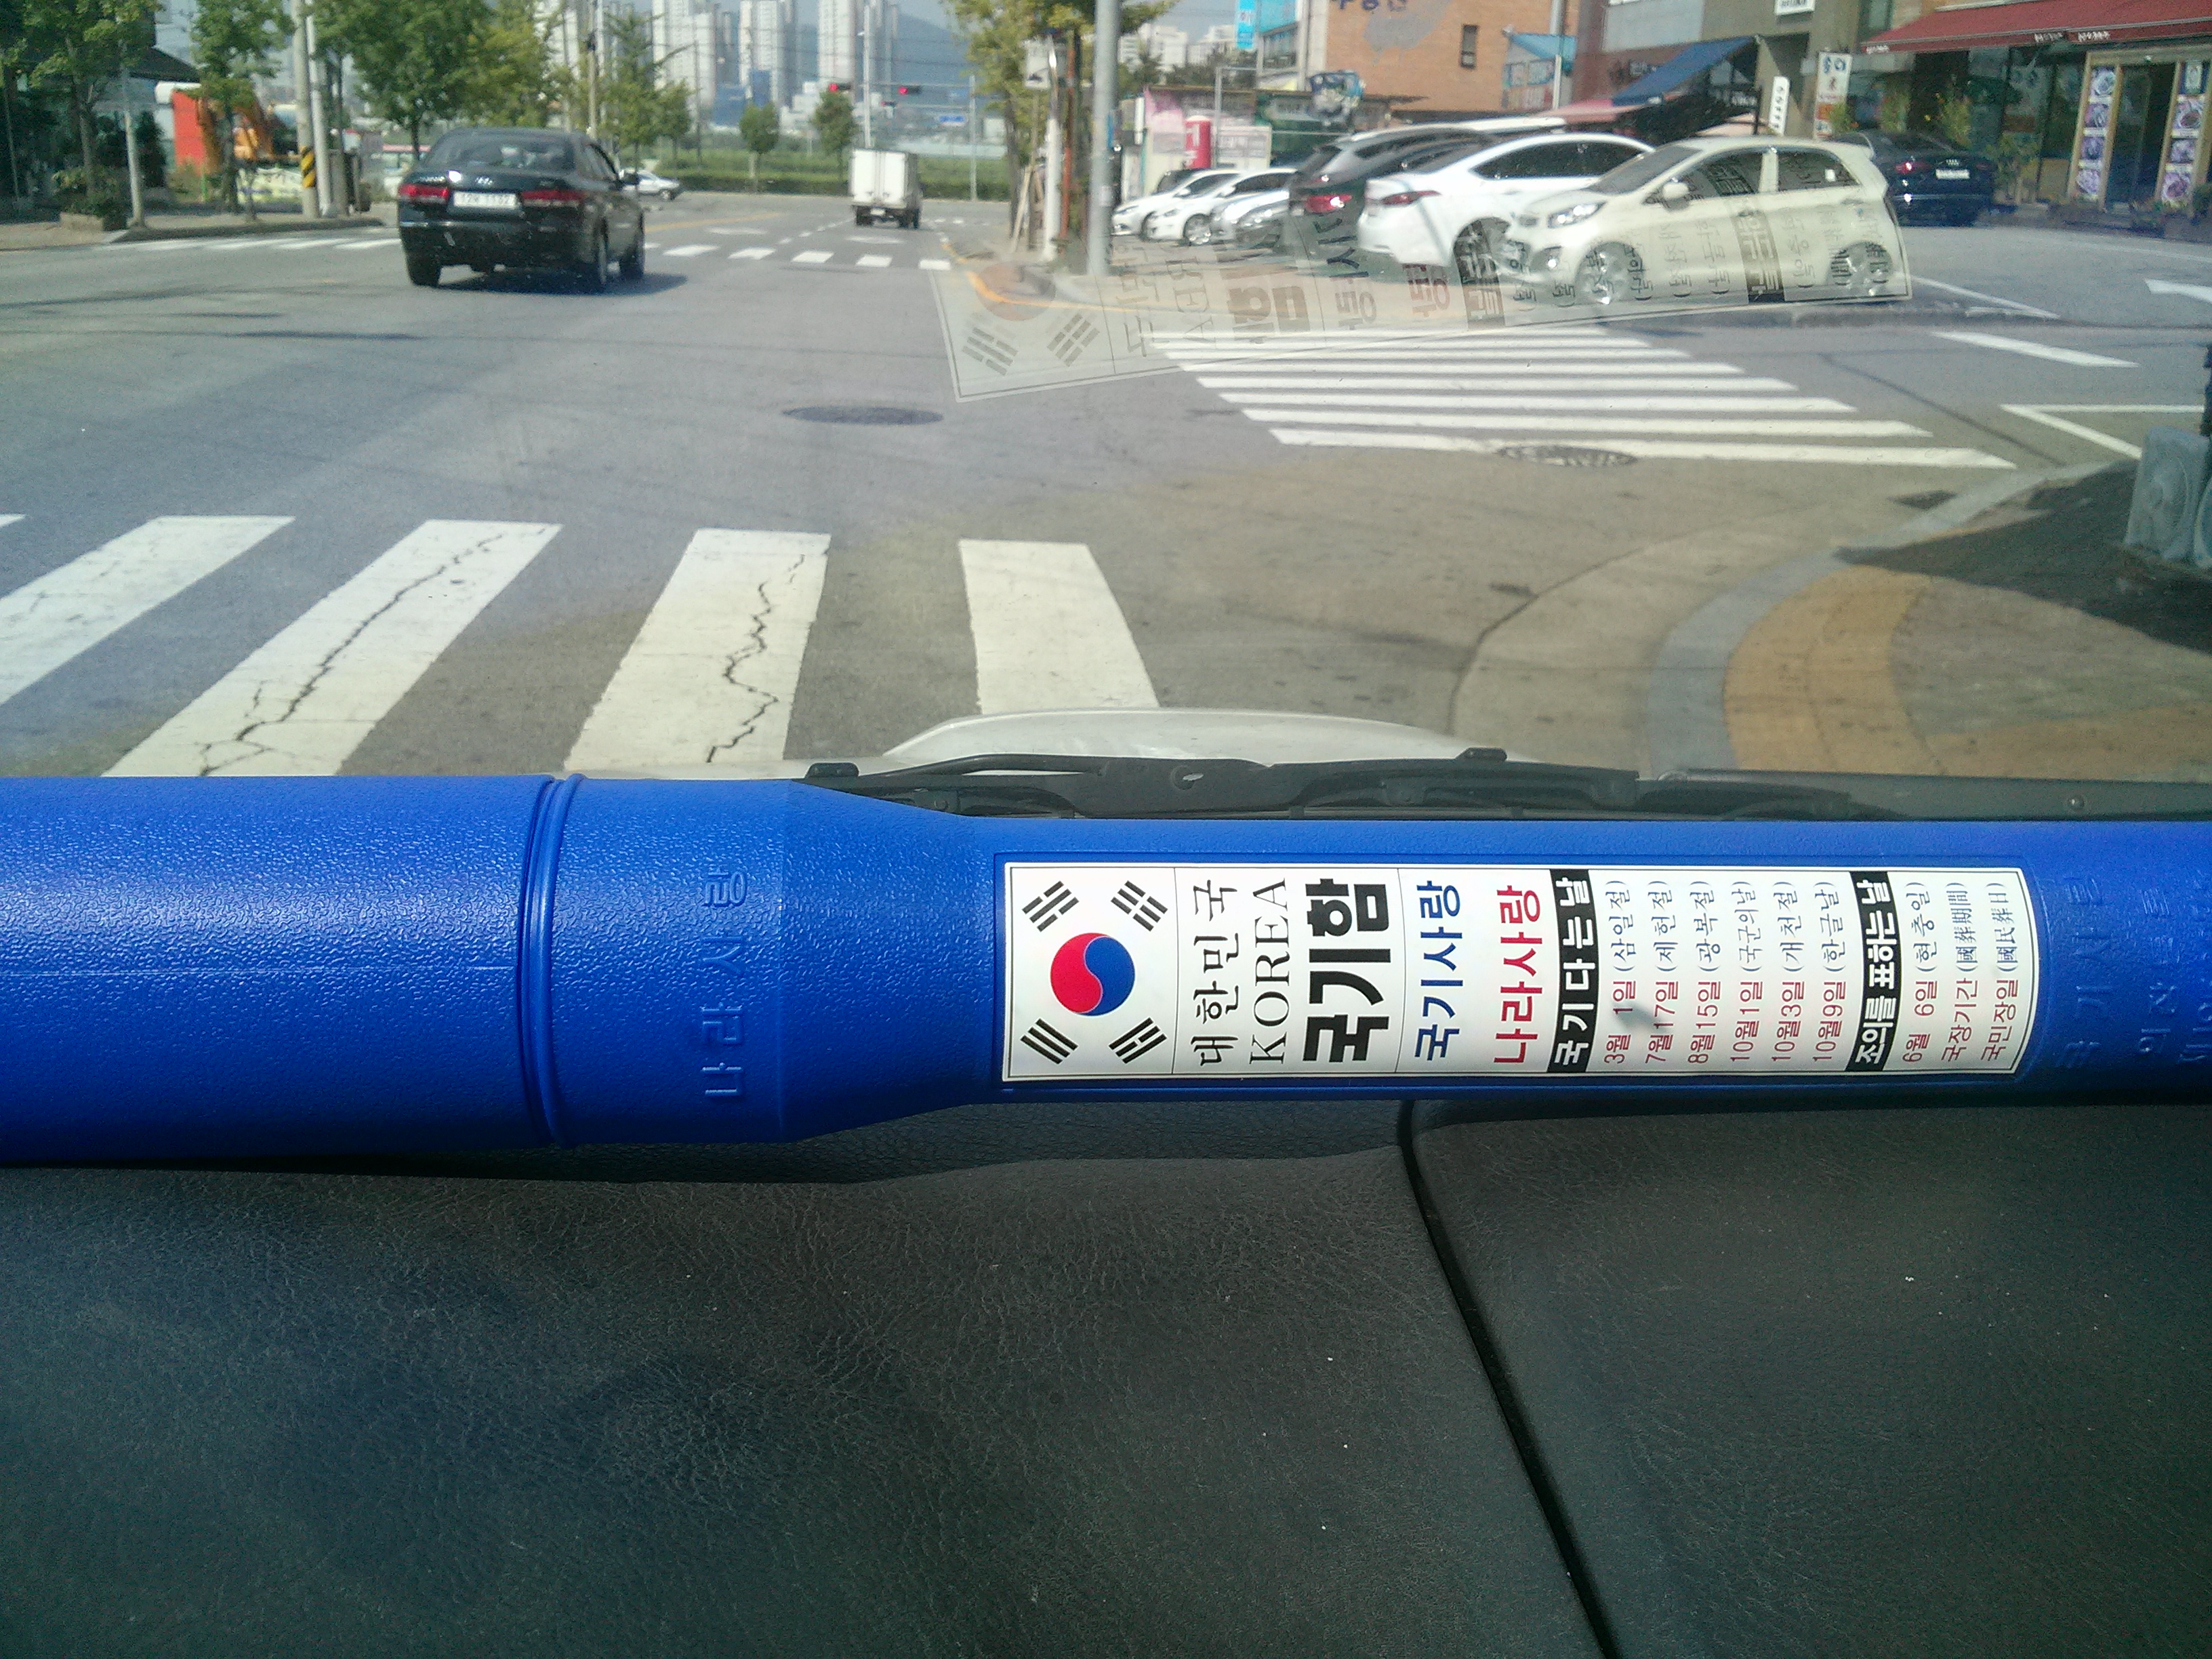 대한민국
KOREA
국기함
국기사랑
나라사랑
국기다는날
3월 1일 (삼일절)
7월17일 (제헌절)
8월15일 (광복절)
10월1일 (국군의날)
10월3일 (개천절)
10월9일 (한글날)
조의를 표하는날
6월 6일 (현충일)
국장기간 (國葬期間)
국민장일 (國民葬日)
나라사랑
국기사랑